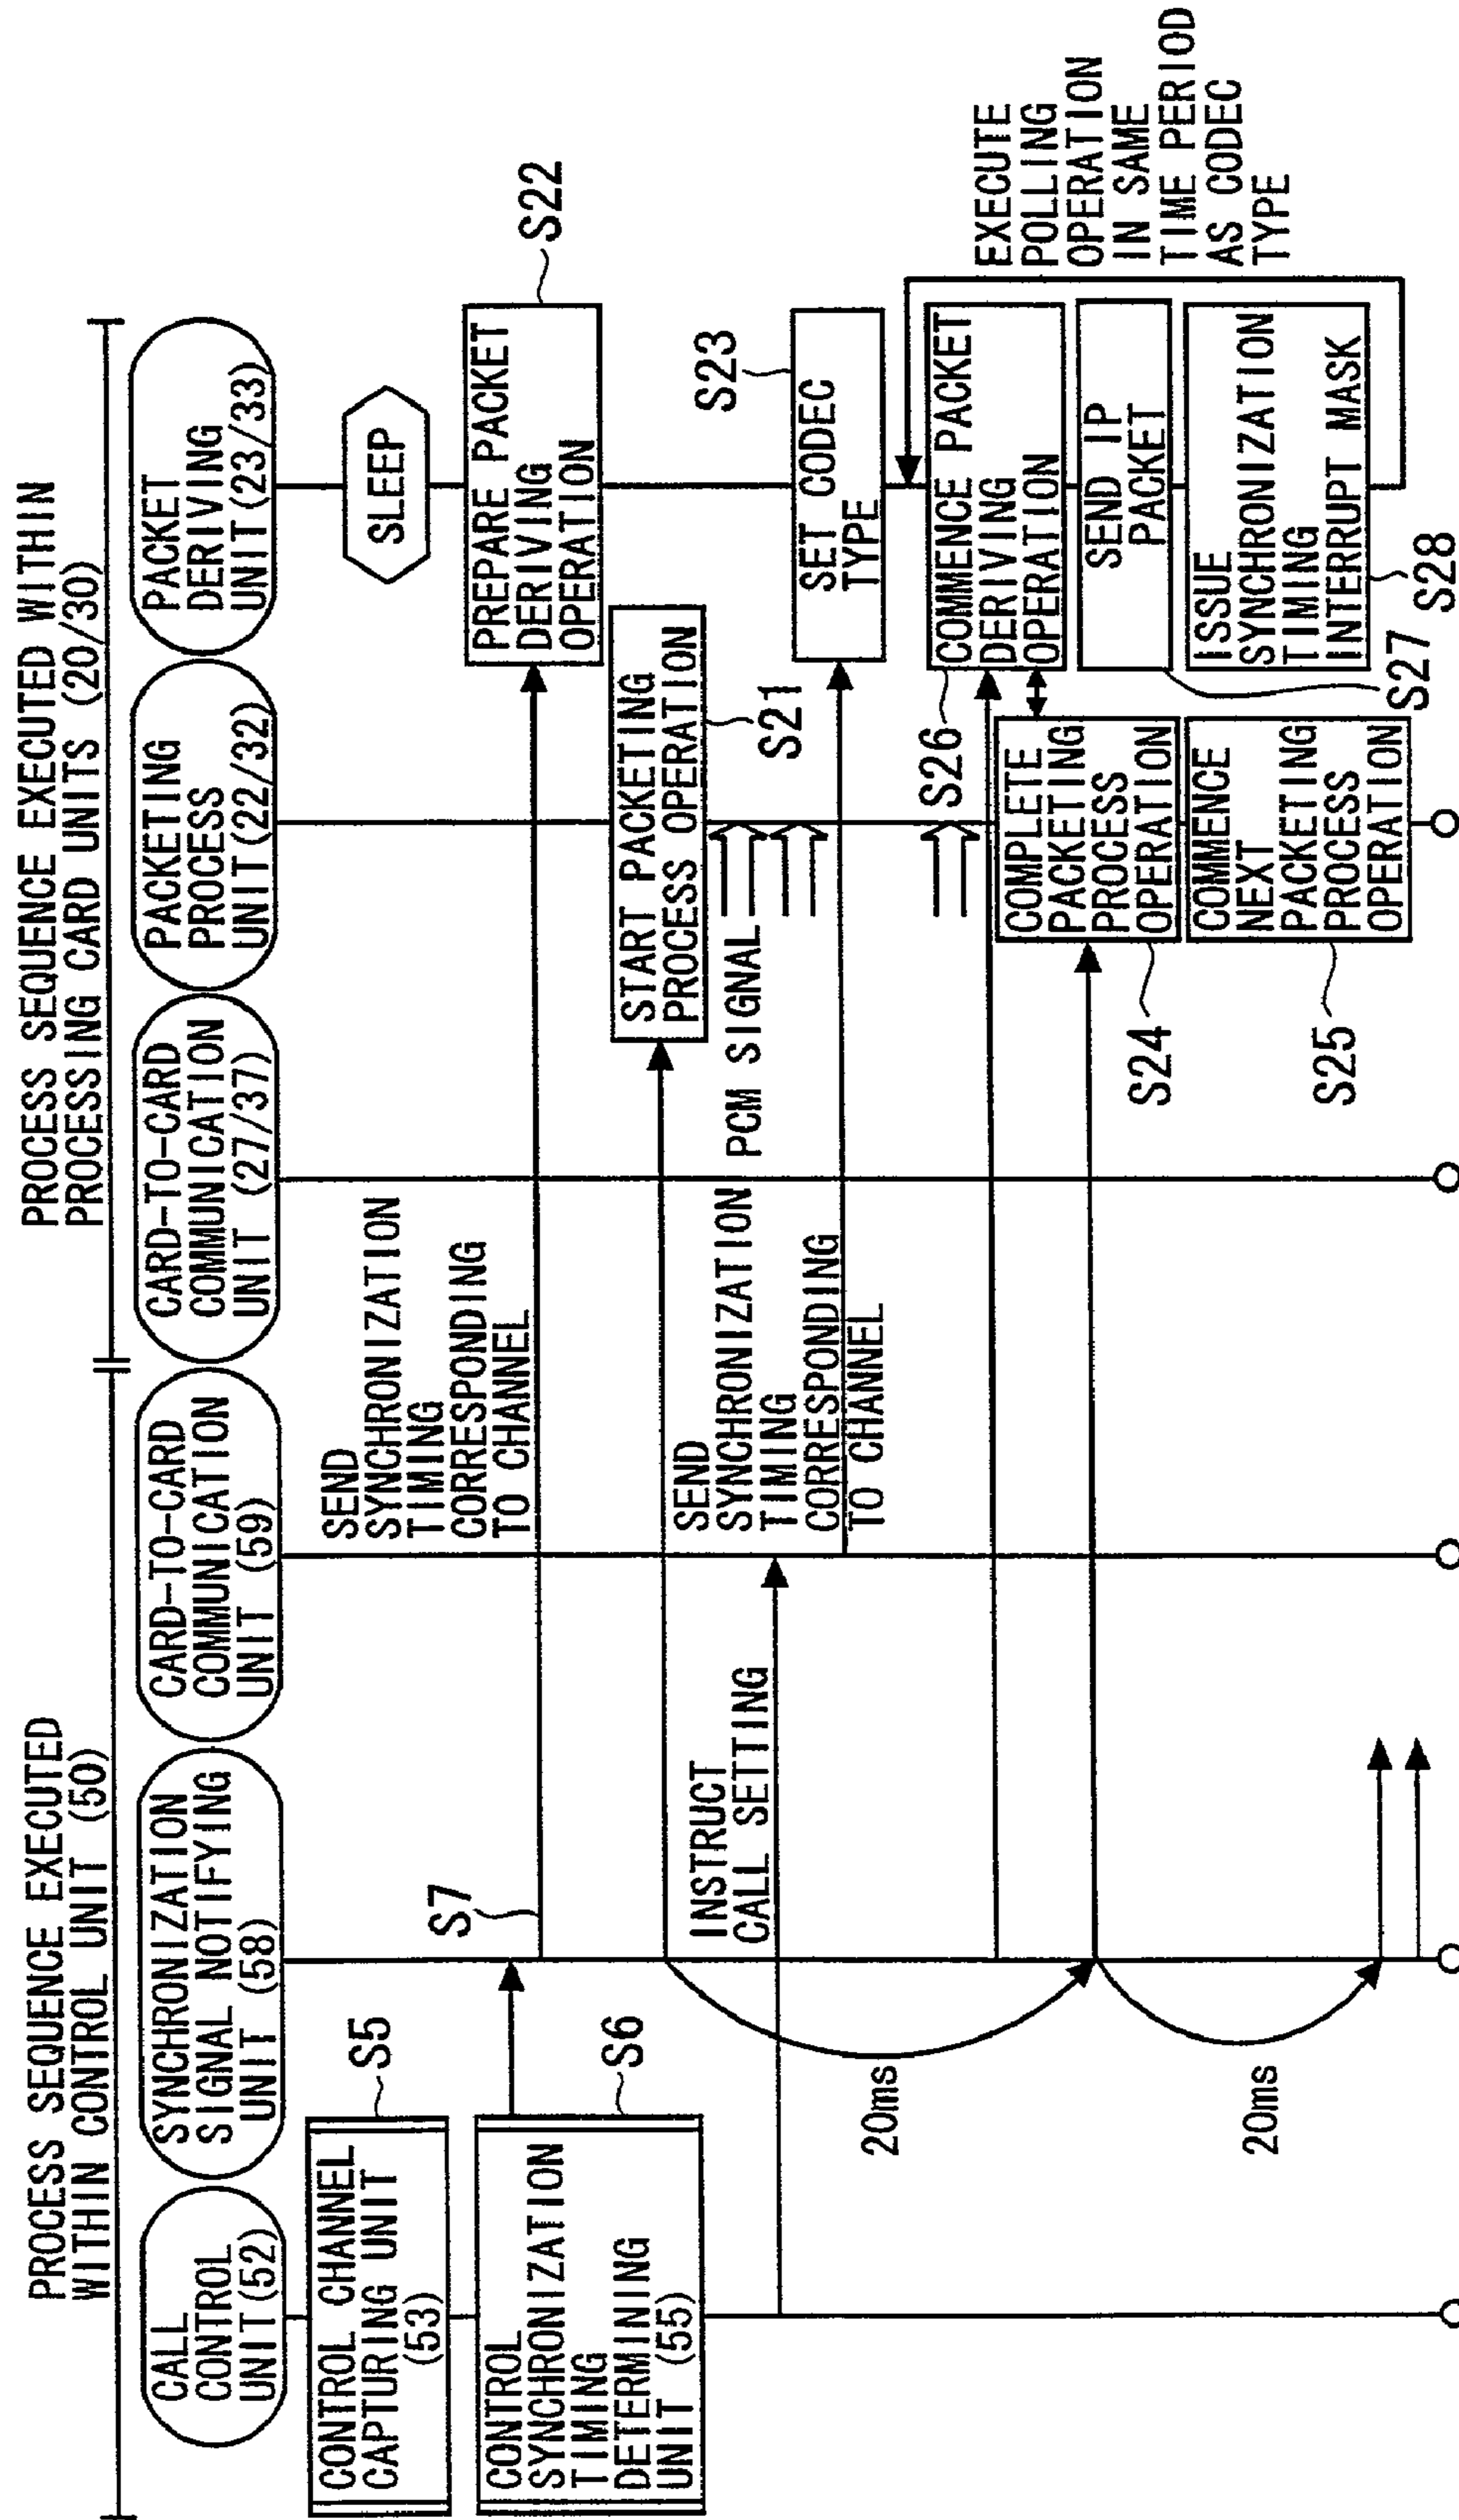 PROCESS SEQUENCE EXECUTED
WITHIN CONTROL UNIT (50)
PROCESS SEQUENCE EXECUTED WITHIN
PROCESSING CARD UNITS (20/30)
CALL
CONTROL
UNIT(52)
SYNCHRONIZATION
SIGNAL NOTIFYING
UNIT (58)
CARD-TO-CARD
COMMUNICATION
UNIT (59)
CARD-TO-CARD
COMMUNICATION
UNIT (27/37)
PACKETING
PROCESS
UNIT(22/32)
PACKET
DERIVING
UNIT(23/33)
CONTROL CHANNEL
CAPTURING UNIT
(53)
S5
SLEEP
CONTROL
SYNCHRONIZATION
TIMING
DETERMINING
UNIT (55)
S6
S7
SEND
SYNCHRONIZATION
TIMING
CORRESPONDING
TO CHANNEL
PREPARE PACKET
DERIVING
OPERATION
S22
START PACKETING
PROCESS OPERATION
S21
INSTRUCT
CALL SETTING
SEND
SYNCHRONIZATION
TIMING
CORRESPONDING
TO CHANNEL
PCM SIGNAL
SET CODEC
TYPE
S23
20ms
S26
COMMENCE PACKET
DERIVING
OPERATION
EXECUTE
POLLING
OPERATION
IN SAME
TIME PERIOD
AS CODEC
TYPE
COMPLETE
PACKETING
PROCESS
OPERATION
S24
SEND IP
PACKET
S27
20ms
COMMENCE
NEXT
PACKETING
PROCESS
OPERATION
S25
ISSUE
SYNCHRONIZATION
TIMING
INTERRUPT MASK
S28